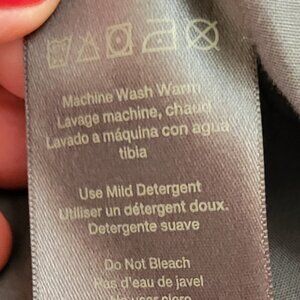 Machine Wash Warm
Lavage machine, chaud
Lavado a máquina con agua
tibia
Use Mild Detergent
Utiliser un détergent doux.
Detergente suave
Do Not Bleach
Pas d'eau de javel